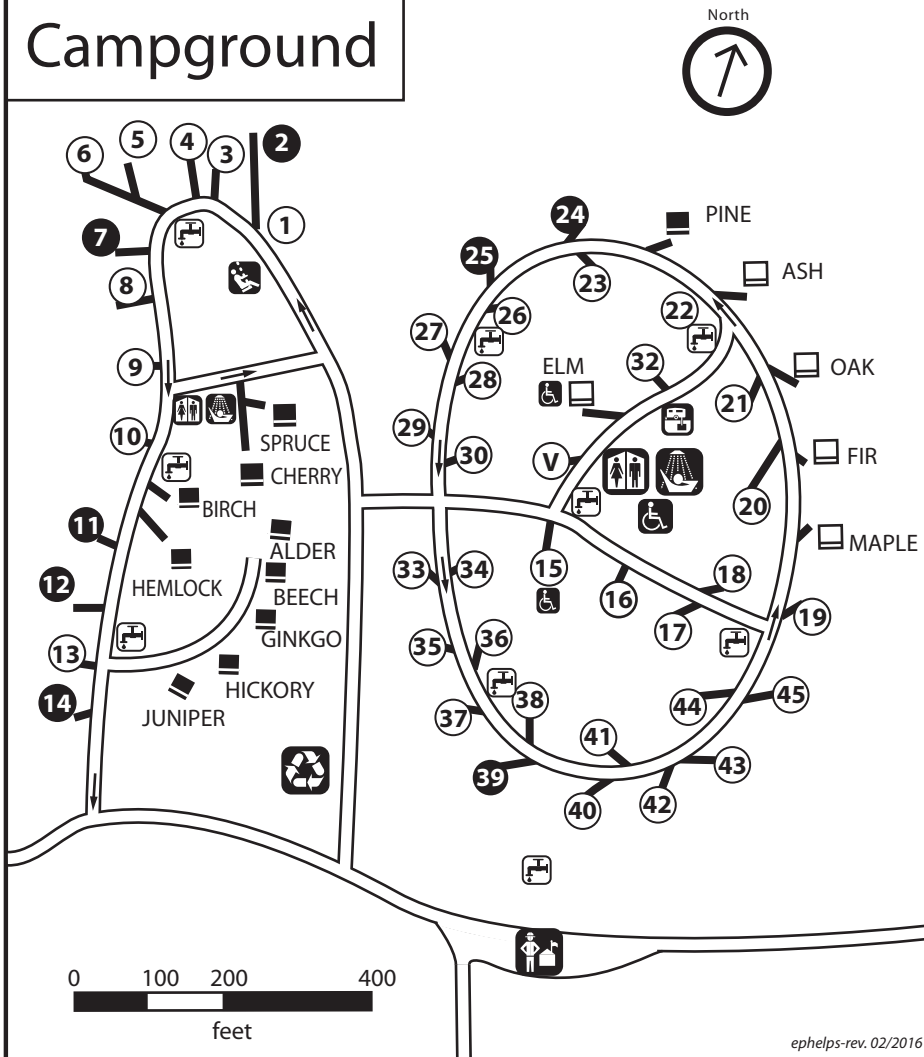 Campground
North
2
4
5
3
6
1
7
8
24
PINE
25
23
ASH
22
26
27
9
32
ELM
OAK
28
21
10
29
SPRUCE
30
V
FIR
CHERRY
20
BIRCH
11
ALDER
MAPLE
33
34
15
18
HEMLOCK
12
BEECH
16
19
17
GINKGO
13
35
36
HICKORY
14
JUNIPER
37
38
44
45
41
39
43
40
42
0 100 200 400
feet
ephelps-rev. 02/2016